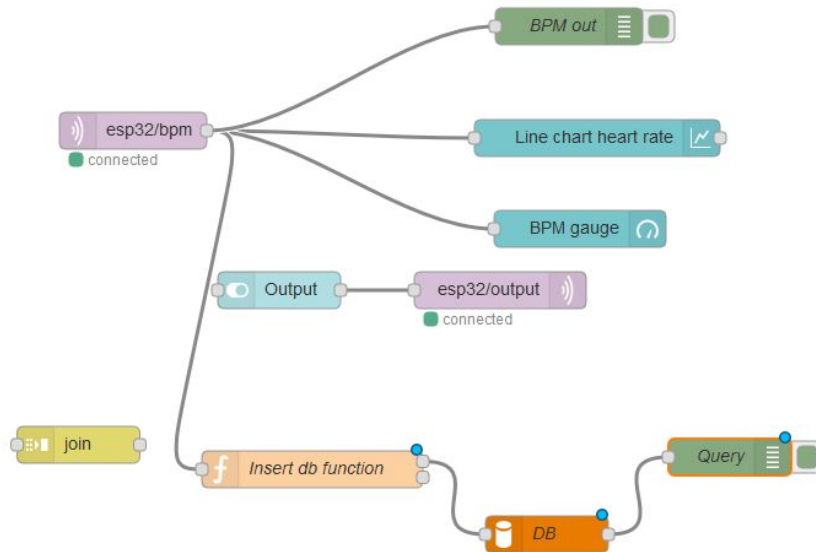 BPM out
esp32/bpm
connected
Line chart heart rate
BPM gauge
Output
esp32/output
connected
join
Insert db function
Query
DB